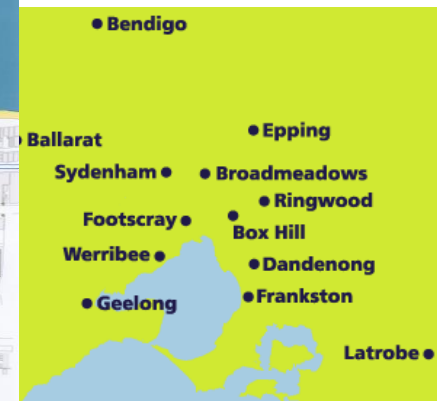 Bendigo
Epping
Ballarat
Sydenham
Broadmeadows
Ringwood
Footscray
Box Hill
Werribee
Dandenong
Geelong
Frankston
Latrobe